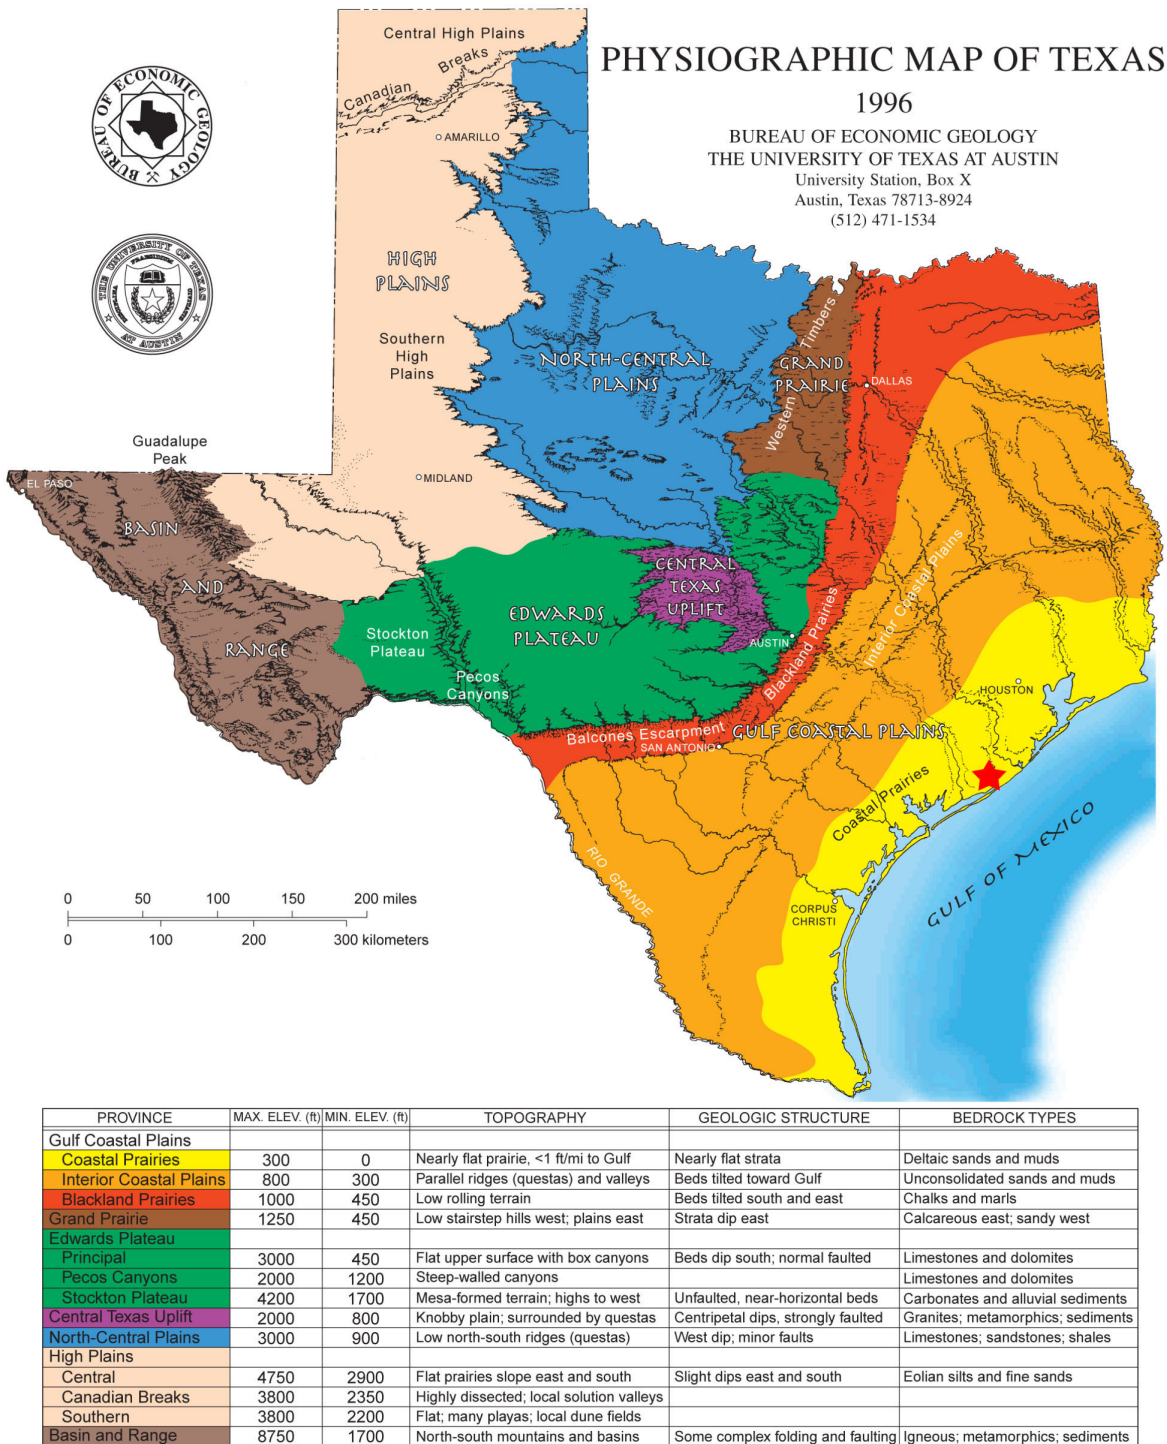 PHYSIOGRAPHIC MAP OF TEXAS
1996
BUREAU OF ECONOMIC GEOLOGY
THE UNIVERSITY OF TEXAS AT AUSTIN
University Station, Box X
Austin, Texas 78713-8924
(512) 471-1534
BUREAU OF ECONOMIC GEOLOGY
THE UNIVERSITY OF TEXAS
AT AUSTIN
Central High Plains
Canadian Breaks
AMARILLO
HIGH
PLAINS
Southern
High
Plains
NORTH-CENTRAL
PLAINS
Western Timbers
GRAND
PRAIRIE
DALLAS
Guadalupe
Peak
EL PASO
MIDLAND
BASIN
AND
RANGE
CENTRAL
TEXAS
UPLIFT
EDWARDS
PLATEAU
Stockton
Plateau
Pecos
Canyons
AUSTIN
Blackland Prairies
Interior Coastal Plains
HOUSTON
Balcones Escarpment
SAN ANTONIO
GULF COASTAL PLAINS
Coastal Prairies
RIO GRANDE
CORPUS
CHRISTI
GULF OF MEXICO
0 50 100 150 200 miles
0 100 200 300 kilometers
PROVINCE MAX. ELEV. (ft) MIN. ELEV. (ft) TOPOGRAPHY GEOLOGIC STRUCTURE BEDROCK TYPES
Gulf Coastal Plains
Coastal Prairies 300 0 Nearly flat prairie, <1 ft/mi to Gulf Nearly flat strata Deltaic sands and muds
Interior Coastal Plains 800 300 Parallel ridges (questas) and valleys Beds tilted toward Gulf Unconsolidated sands and muds
Blackland Prairies 1000 450 Low rolling terrain Beds tilted south and east Chalks and marls
Grand Prairie 1250 450 Low stairstep hills west; plains east Strata dip east Calcareous east; sandy west
Edwards Plateau
Principal 3000 450 Flat upper surface with box canyons Beds dip south; normal faulted Limestones and dolomites
Pecos Canyons 2000 1200 Steep-walled canyons Limestones and dolomites
Stockton Plateau 4200 1700 Mesa-formed terrain; highs to west Unfaulted, near-horizontal beds Carbonates and alluvial sediments
Central Texas Uplift 2000 800 Knobby plain; surrounded by questas Centripetal dips, strongly faulted Granites; metamorphics; sediments
North-Central Plains 3000 900 Low north-south ridges (questas) West dip; minor faults Limestones; sandstones; shales
High Plains
Central 4750 2900 Flat prairies slope east and south Slight dips east and south Eolian silts and fine sands
Canadian Breaks 3800 2350 Highly dissected; local solution valleys
Southern 3800 2200 Flat; many playas; local dune fields
Basin and Range 8750 1700 North-south mountains and basins Some complex folding and faulting Igneous; metamorphics; sediments